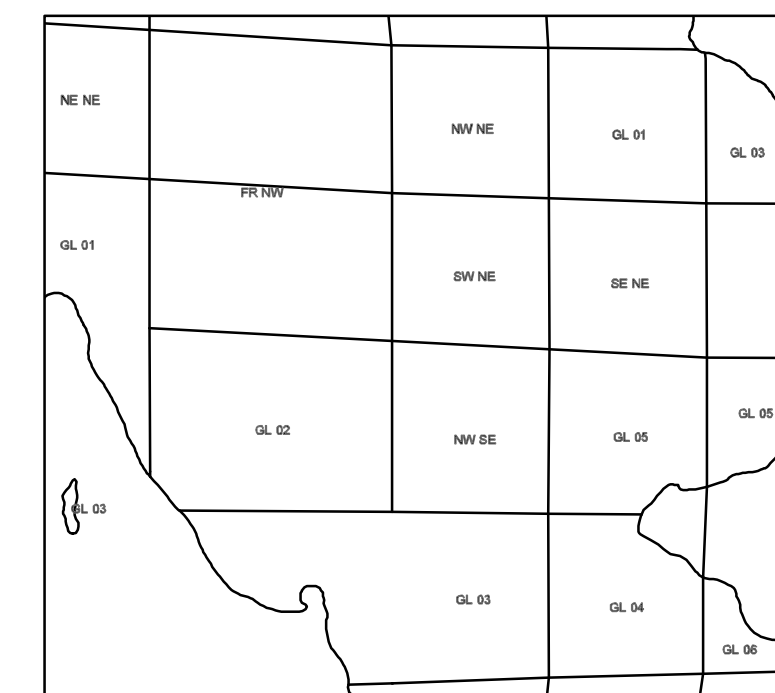 NE NE
NW NE
GL 01
GL 03
FR NW
GL 01
SW NE
SE NE
GL 02
NW SE
GL 05
GL 05
GL 03
GL 03
GL 04
GL 06